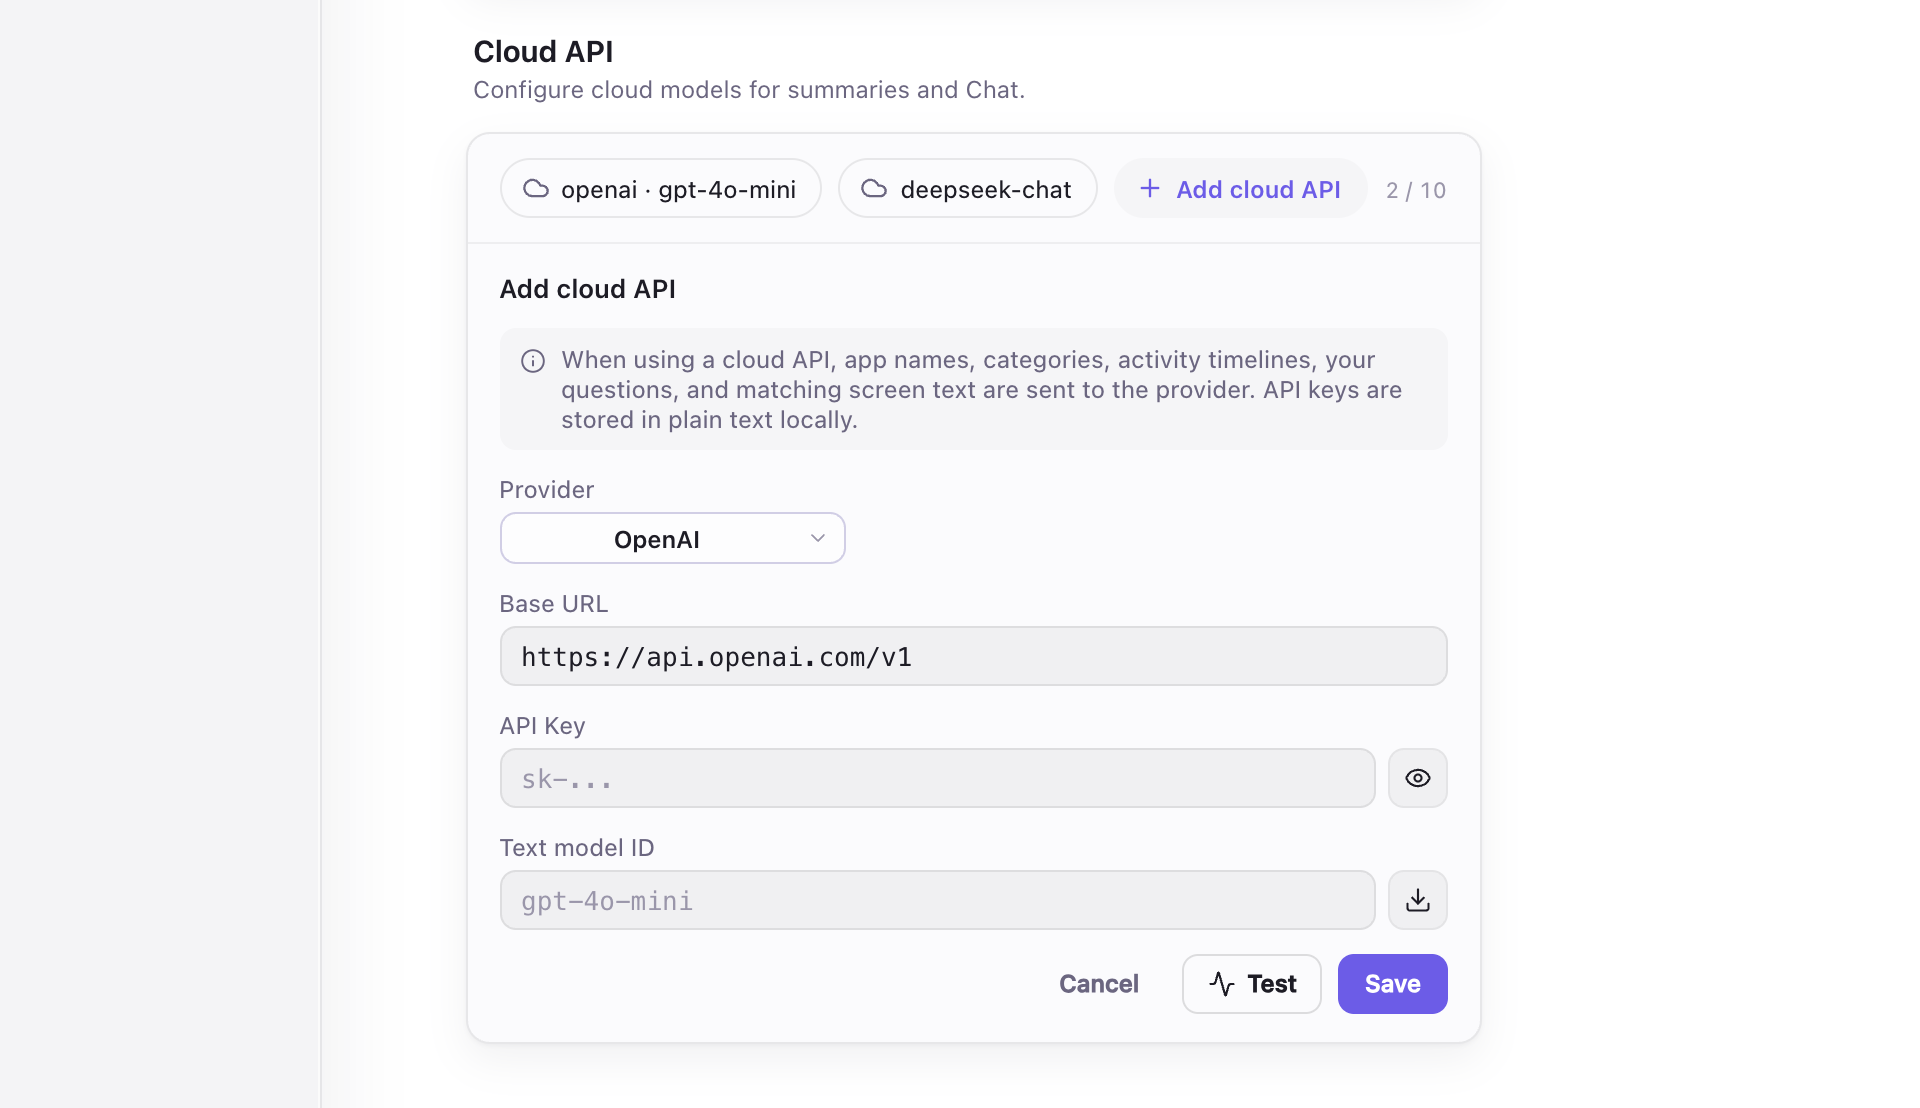 Cloud API
Configure cloud models for summaries and Chat.
openai · gpt-4o-mini
deepseek-chat
+ Add cloud API
2 / 10
Add cloud API
When using a cloud API, app names, categories, activity timelines, your
questions, and matching screen text are sent to the provider. API keys are
stored in plain text locally.
Provider
OpenAI
Base URL
https://api.openai.com/v1
API Key
sk-...
Text model ID
gpt-4o-mini
Cancel
Test
Save